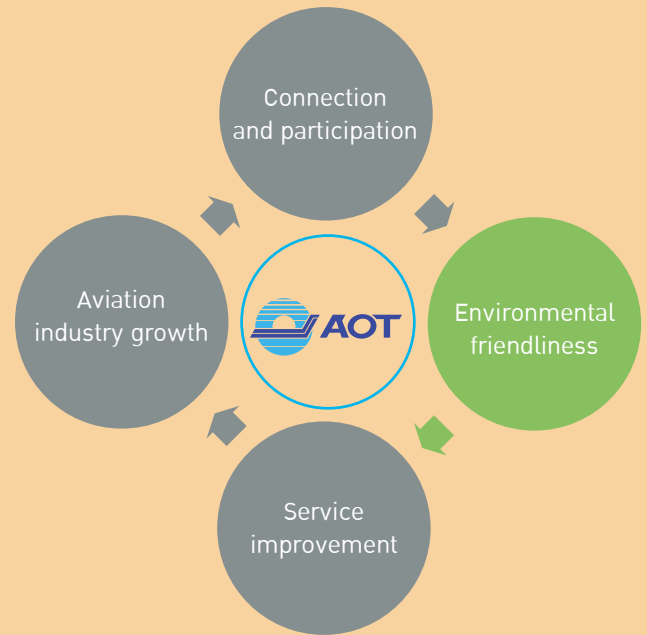 Connection
and participation
Aviation
industry growth
AOT
Environmental
friendliness
Service
improvement